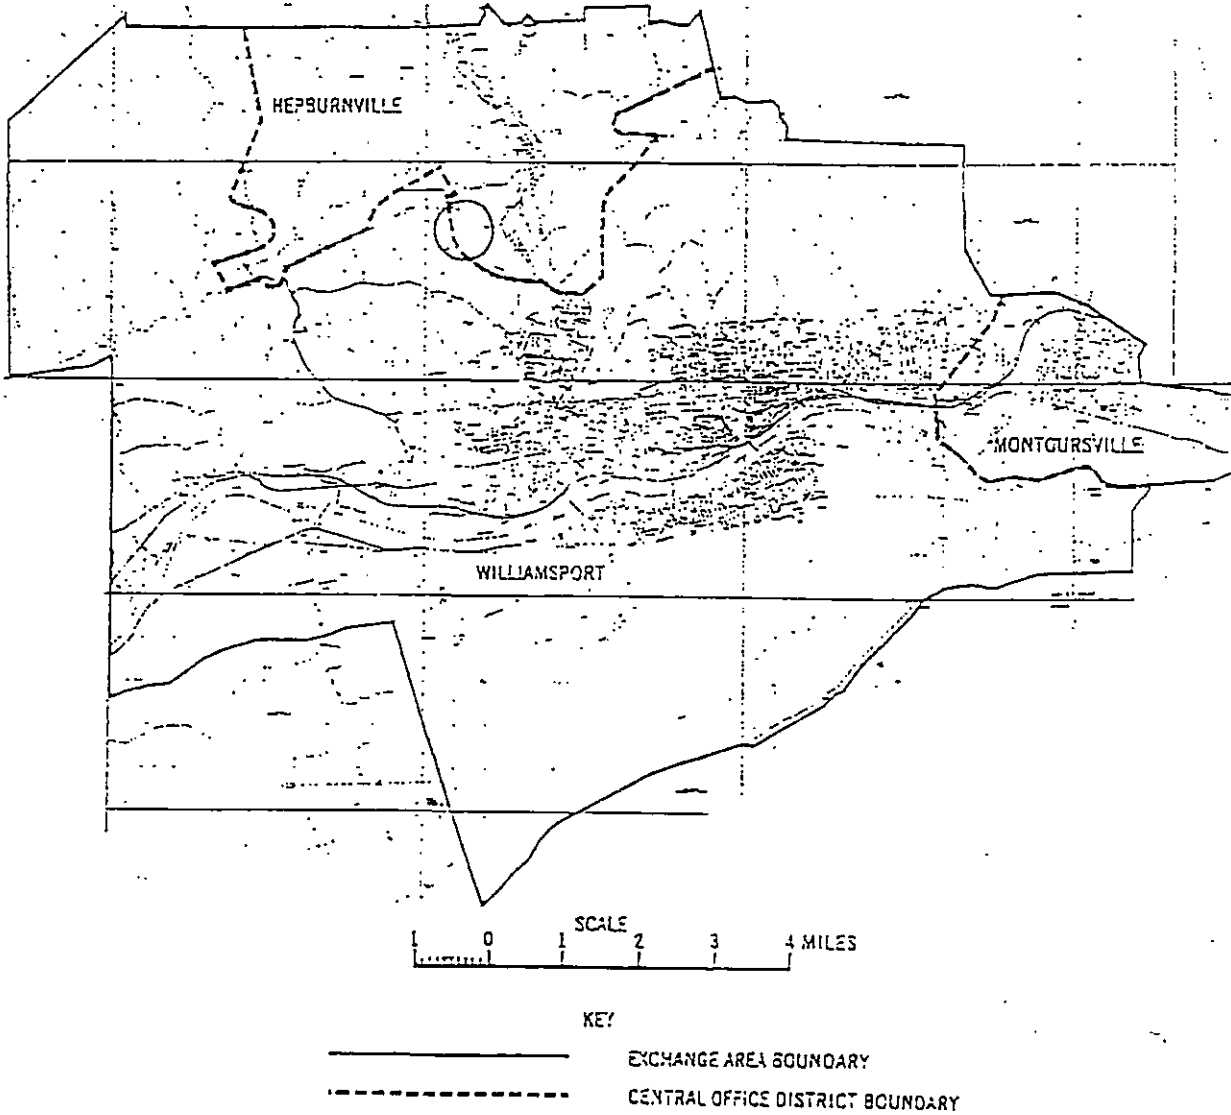 HEPBURNVILLE
MONTOURSVILLE
WILLIAMSPORT
SCALE
1 0 1 2 3 4 MILES
KEY
EXCHANGE AREA BOUNDARY
CENTRAL OFFICE DISTRICT BOUNDARY